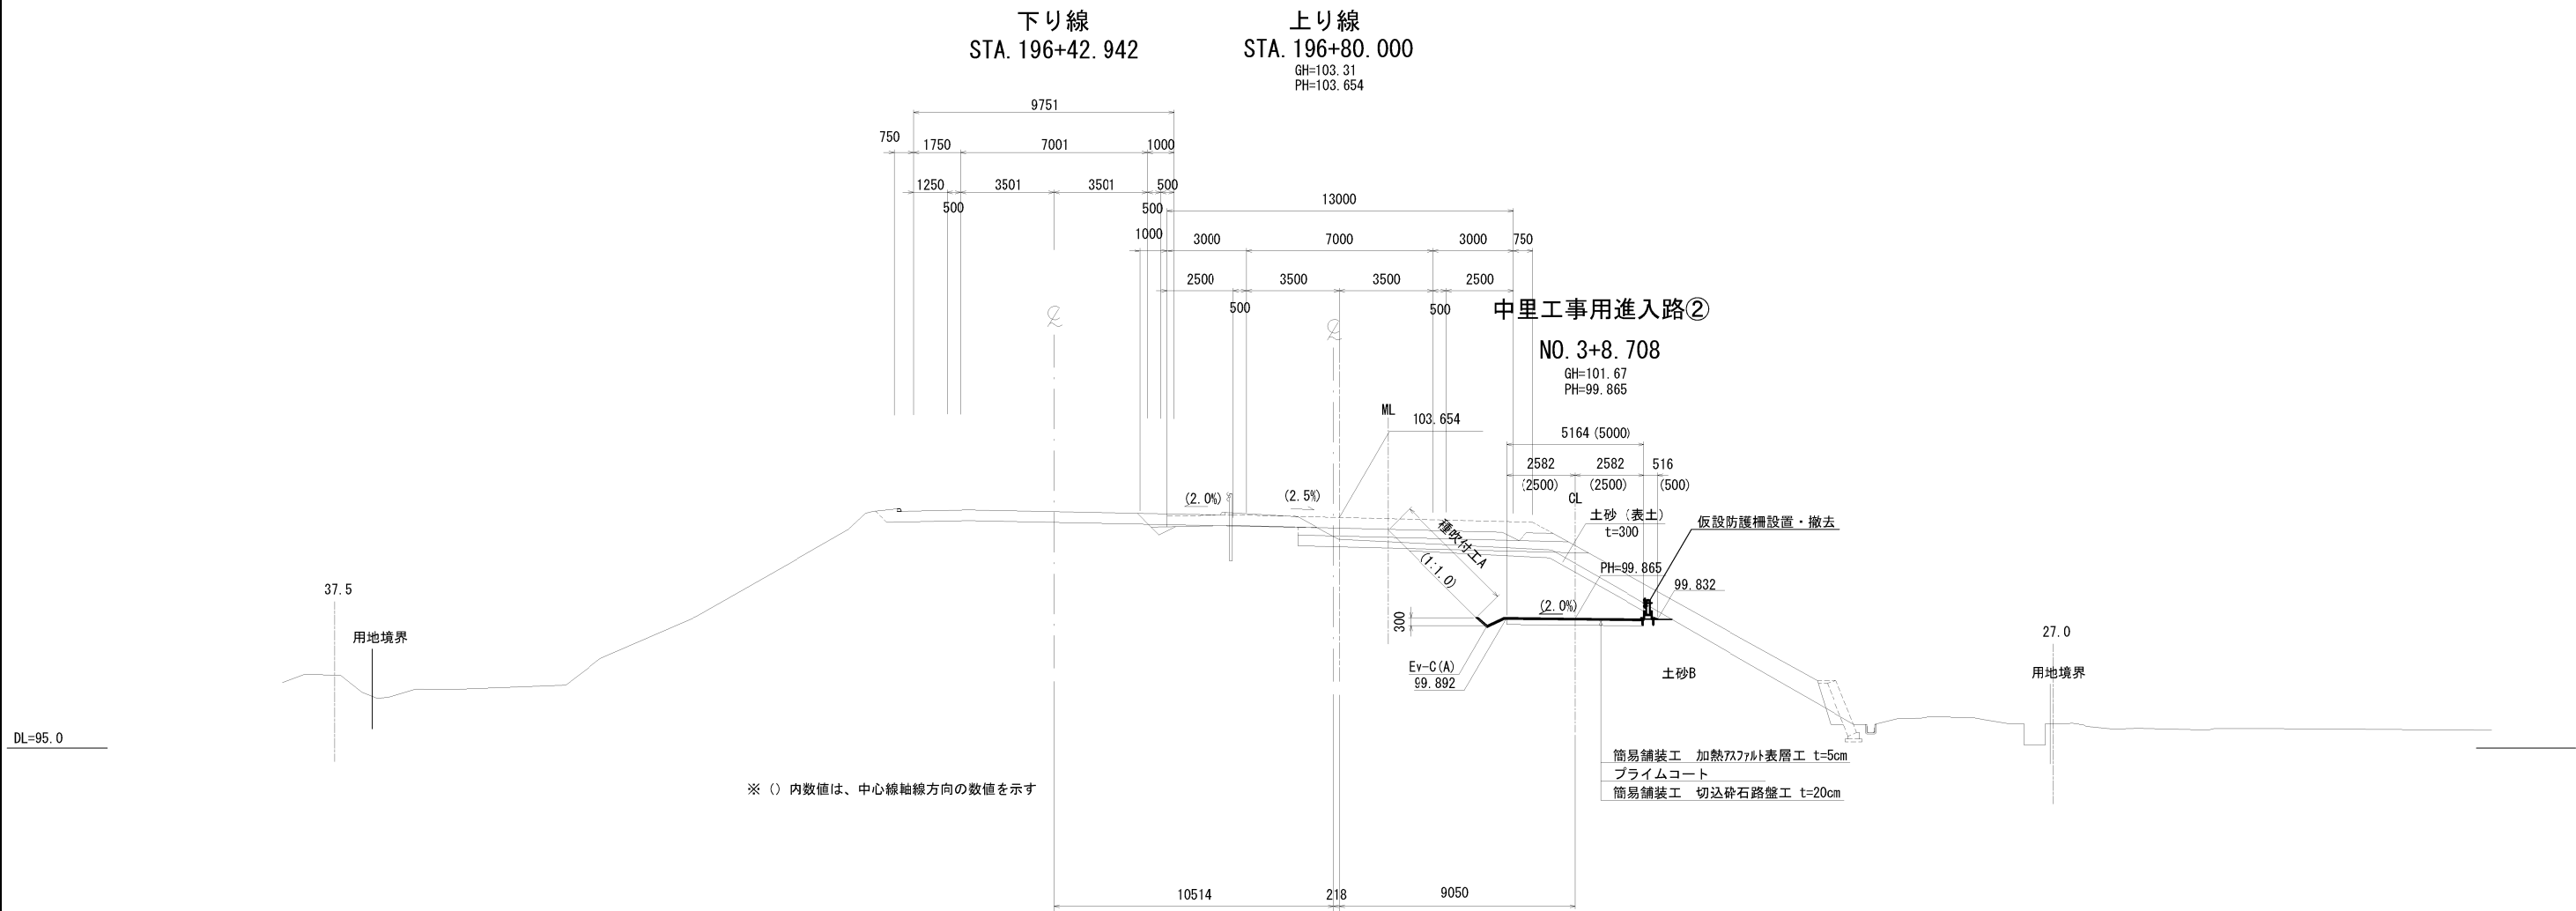 下り線
STA. 196+42. 942
上り線
STA. 196+80. 000
GH=103. 31
PH=103. 654
9751
750
1750
7001
1000
1250
3501
3501
500
500
500
13000
1000
3000
7000
3000
750
2500
3500
3500
2500
500
500
中里工事用進入路②
NO. 3+8. 708
GH=101. 67
PH=99. 865
ML
103. 654
5164 (5000)
2582
2582
516
(2500)
(2500)
(500)
CL
(2. 0%)
(2. 5%)
土砂（表土）
t=300
仮設防護柵設置・撤去
種吹付工A
(1:1. 0)
PH=99. 865
99. 832
(2. 0%)
300
37. 5
用地境界
27. 0
用地境界
Ev-C(A)
99. 892
土砂B
DL=95. 0
簡易舗装工　加熱ｱｽﾌｧﾙﾄ表層工 t=5cm
プライムコート
簡易舗装工　切込砕石路盤工 t=20cm
※（）内数値は、中心線軸線方向の数値を示す
10514
218
9050